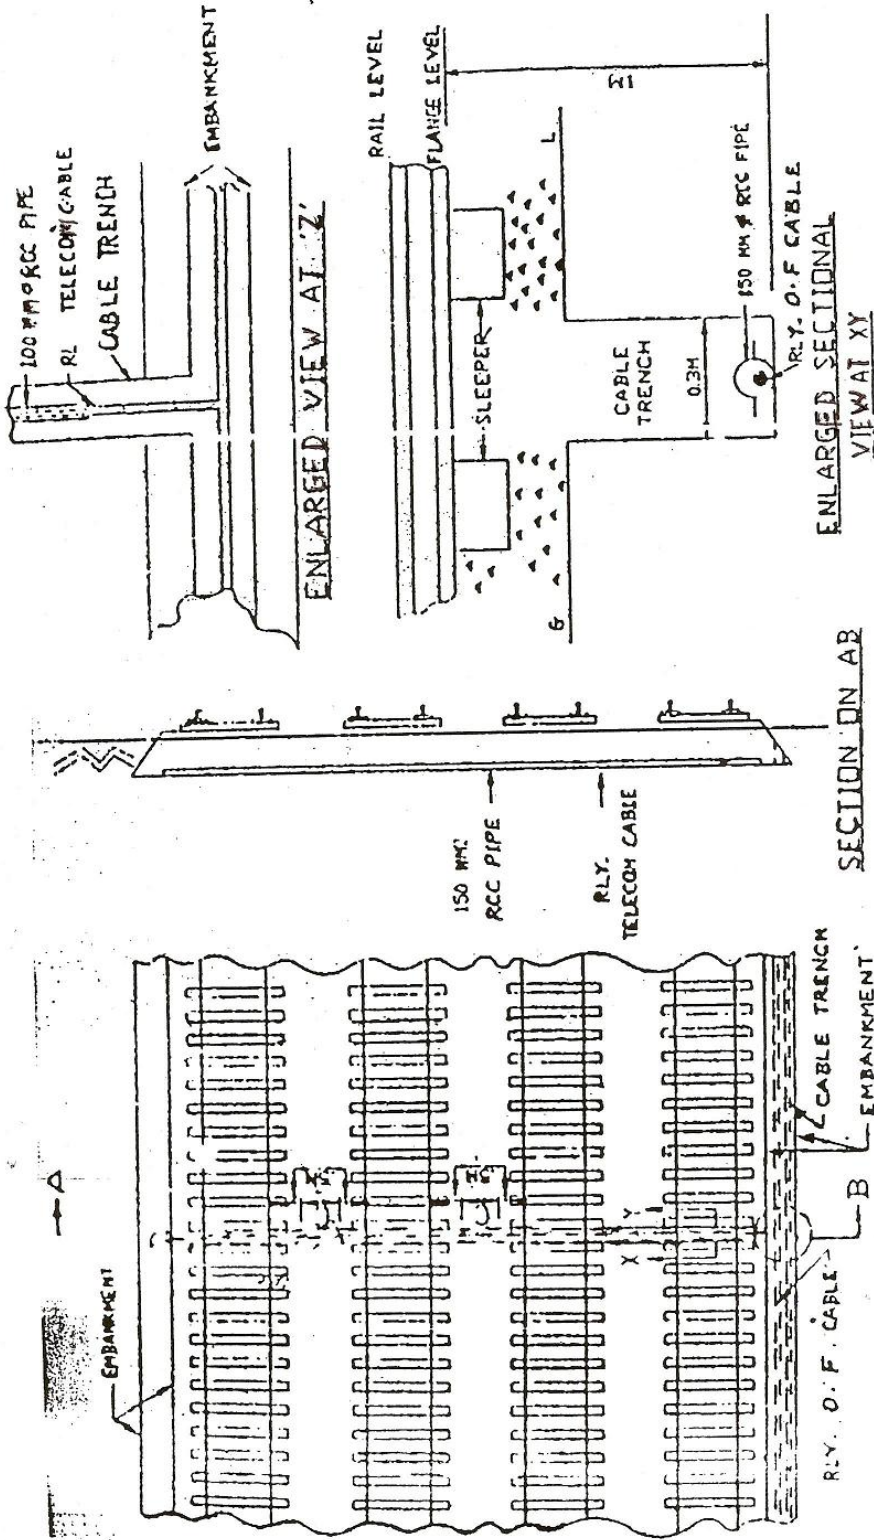 100 MM Φ RCC PIPE
RL TELECOM CABLE
CABLE TRENCH
EMBANKMENT
ENLARGED VIEW AT 'Z'
RAIL LEVEL
FLANGE LEVEL
SLEEPER
G
L
1M
CABLE
TRENCH
0.3M
150 MM Φ RCC PIPE
RLY. O.F CABLE
ENLARGED SECTIONAL
VIEW AT XY
150 MM
RCC PIPE
RLY.
TELECOM CABLE
SECTION ON AB
A
EMBANKMENT
X
Y
RLY. O.F. CABLE
B
CABLE TRENCH
EMBANKMENT